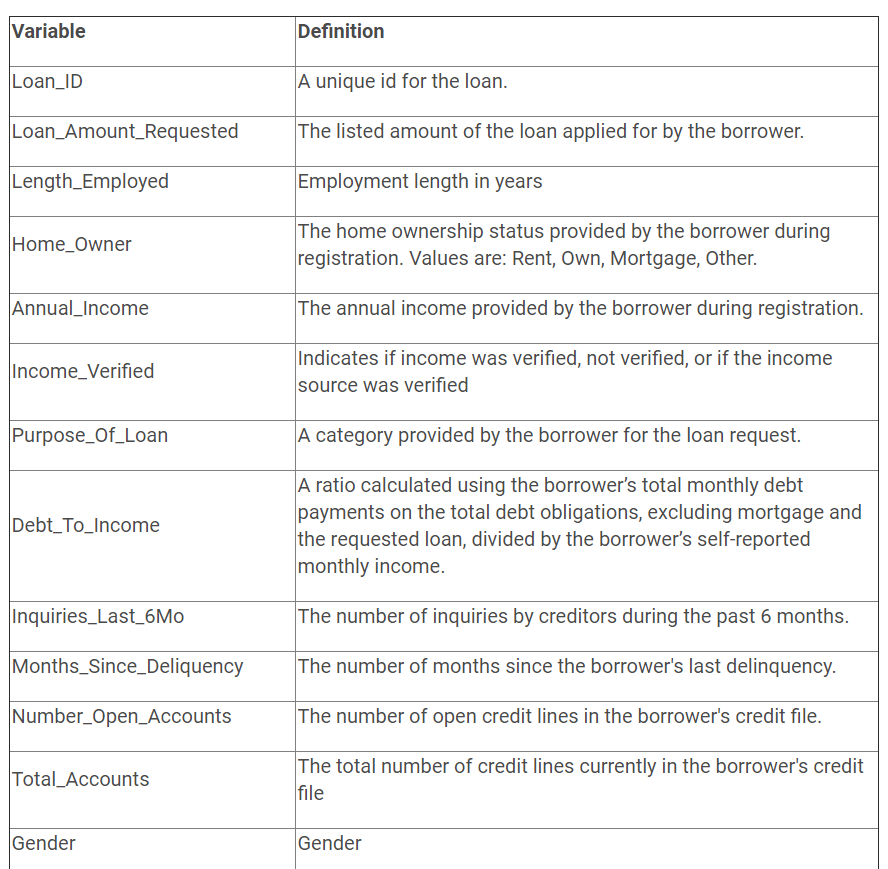 Variable Definition
Loan_ID A unique id for the loan.
Loan_Amount_Requested The listed amount of the loan applied for by the borrower.
Length_Employed Employment length in years
Home_Owner The home ownership status provided by the borrower during
registration. Values are: Rent, Own, Mortgage, Other.
Annual_Income The annual income provided by the borrower during registration.
Income_Verified Indicates if income was verified, not verified, or if the income
source was verified
Purpose_Of_Loan A category provided by the borrower for the loan request.
Debt_To_Income A ratio calculated using the borrower’s total monthly debt
payments on the total debt obligations, excluding mortgage and
the requested loan, divided by the borrower’s self-reported
monthly income.
Inquiries_Last_6Mo The number of inquiries by creditors during the past 6 months.
Months_Since_Deliquency The number of months since the borrower's last delinquency.
Number_Open_Accounts The number of open credit lines in the borrower's credit file.
Total_Accounts The total number of credit lines currently in the borrower's credit
file
Gender Gender